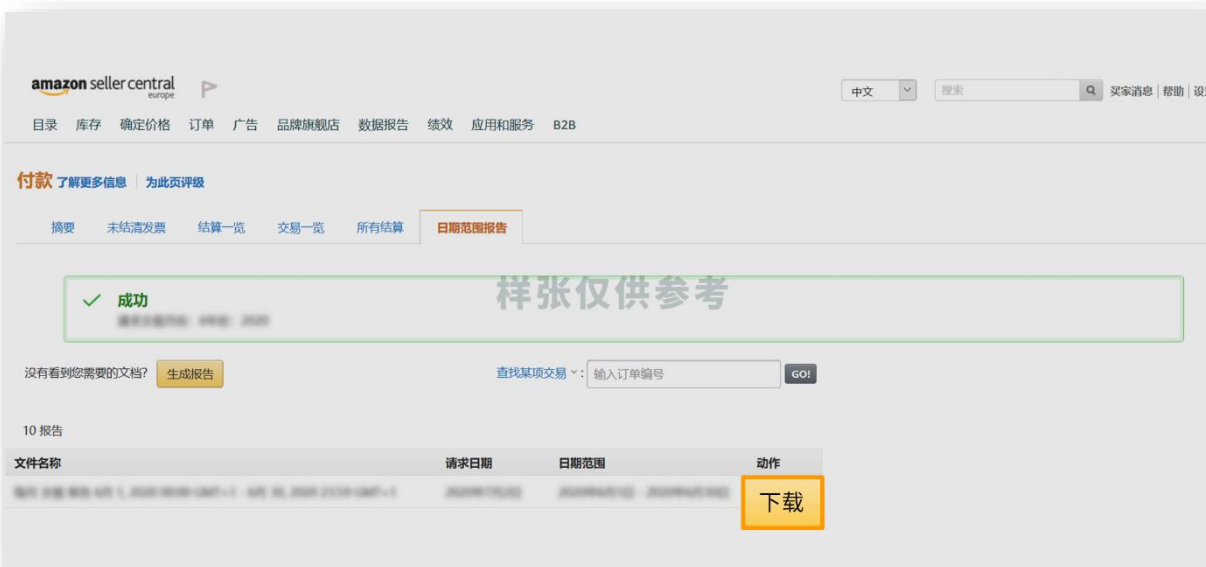 amazon seller central
europe
中文
搜索
买家消息 | 帮助 | 设
目录 库存 确定价格 订单 广告 品牌旗舰店 数据报告 绩效 应用和服务 B2B
付款 了解更多信息 | 为此页评级
摘要 未结清发票 结算一览 交易一览 所有结算 日期范围报告
成功
样张仅供参考
没有看到您需要的文档? 生成报告 查找某项交易 : 输入订单编号 GO!
10 报告
文件名称 请求日期 日期范围 动作
下载